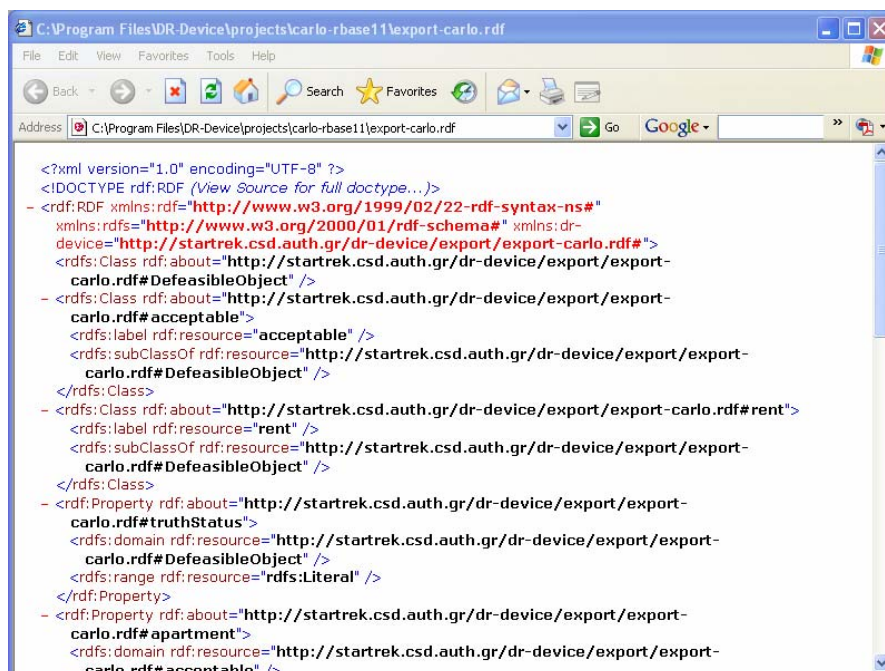 C:\Program Files\DR-Device\projects\carlo-rbase11\export-carlo.rdf
File Edit View Favorites Tools Help
Back Search Favorites
Address C:\Program Files\DR-Device\projects\carlo-rbase11\export-carlo.rdf Go Google »
<?xml version="1.0" encoding="UTF-8" ?>
<!DOCTYPE rdf:RDF (View Source for full doctype...)>
- <rdf:RDF xmlns:rdf="http://www.w3.org/1999/02/22-rdf-syntax-ns#"
xmlns:rdfs="http://www.w3.org/2000/01/rdf-schema#" xmlns:dr-
device="http://startrek.csd.auth.gr/dr-device/export/export-carlo.rdf#">
<rdfs:Class rdf:about="http://startrek.csd.auth.gr/dr-device/export/export-
carlo.rdf#DefeasibleObject" />
- <rdfs:Class rdf:about="http://startrek.csd.auth.gr/dr-device/export/export-
carlo.rdf#acceptable">
<rdfs:label rdf:resource="acceptable" />
<rdfs:subClassOf rdf:resource="http://startrek.csd.auth.gr/dr-device/export/export-
carlo.rdf#DefeasibleObject" />
</rdfs:Class>
- <rdfs:Class rdf:about="http://startrek.csd.auth.gr/dr-device/export/export-carlo.rdf#rent">
<rdfs:label rdf:resource="rent" />
<rdfs:subClassOf rdf:resource="http://startrek.csd.auth.gr/dr-device/export/export-
carlo.rdf#DefeasibleObject" />
</rdfs:Class>
- <rdf:Property rdf:about="http://startrek.csd.auth.gr/dr-device/export/export-
carlo.rdf#truthStatus">
<rdfs:domain rdf:resource="http://startrek.csd.auth.gr/dr-device/export/export-
carlo.rdf#DefeasibleObject" />
<rdfs:range rdf:resource="rdfs:Literal" />
</rdf:Property>
- <rdf:Property rdf:about="http://startrek.csd.auth.gr/dr-device/export/export-
carlo.rdf#apartment">
<rdfs:domain rdf:resource="http://startrek.csd.auth.gr/dr-device/export/export-
carlo.rdf#acceptable" />